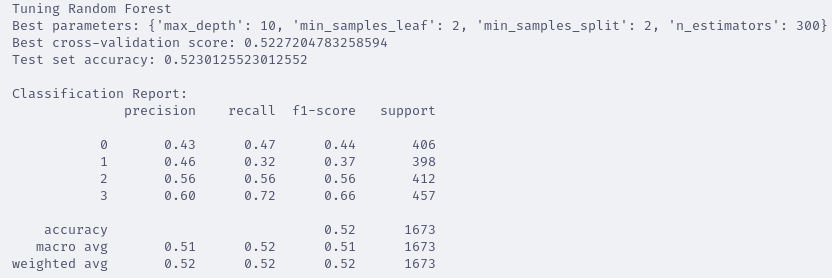 Tuning Random Forest
Best parameters: {'max_depth': 10, 'min_samples_leaf': 2, 'min_samples_split': 2, 'n_estimators': 300}
Best cross-validation score: 0.5227204783258594
Test set accuracy: 0.5230125523012552
Classification Report:
precision recall f1-score support
0 0.43 0.47 0.44 406
1 0.46 0.32 0.37 398
2 0.56 0.56 0.56 412
3 0.60 0.72 0.66 457
accuracy 0.52 1673
macro avg 0.51 0.52 0.51 1673
weighted avg 0.52 0.52 0.52 1673